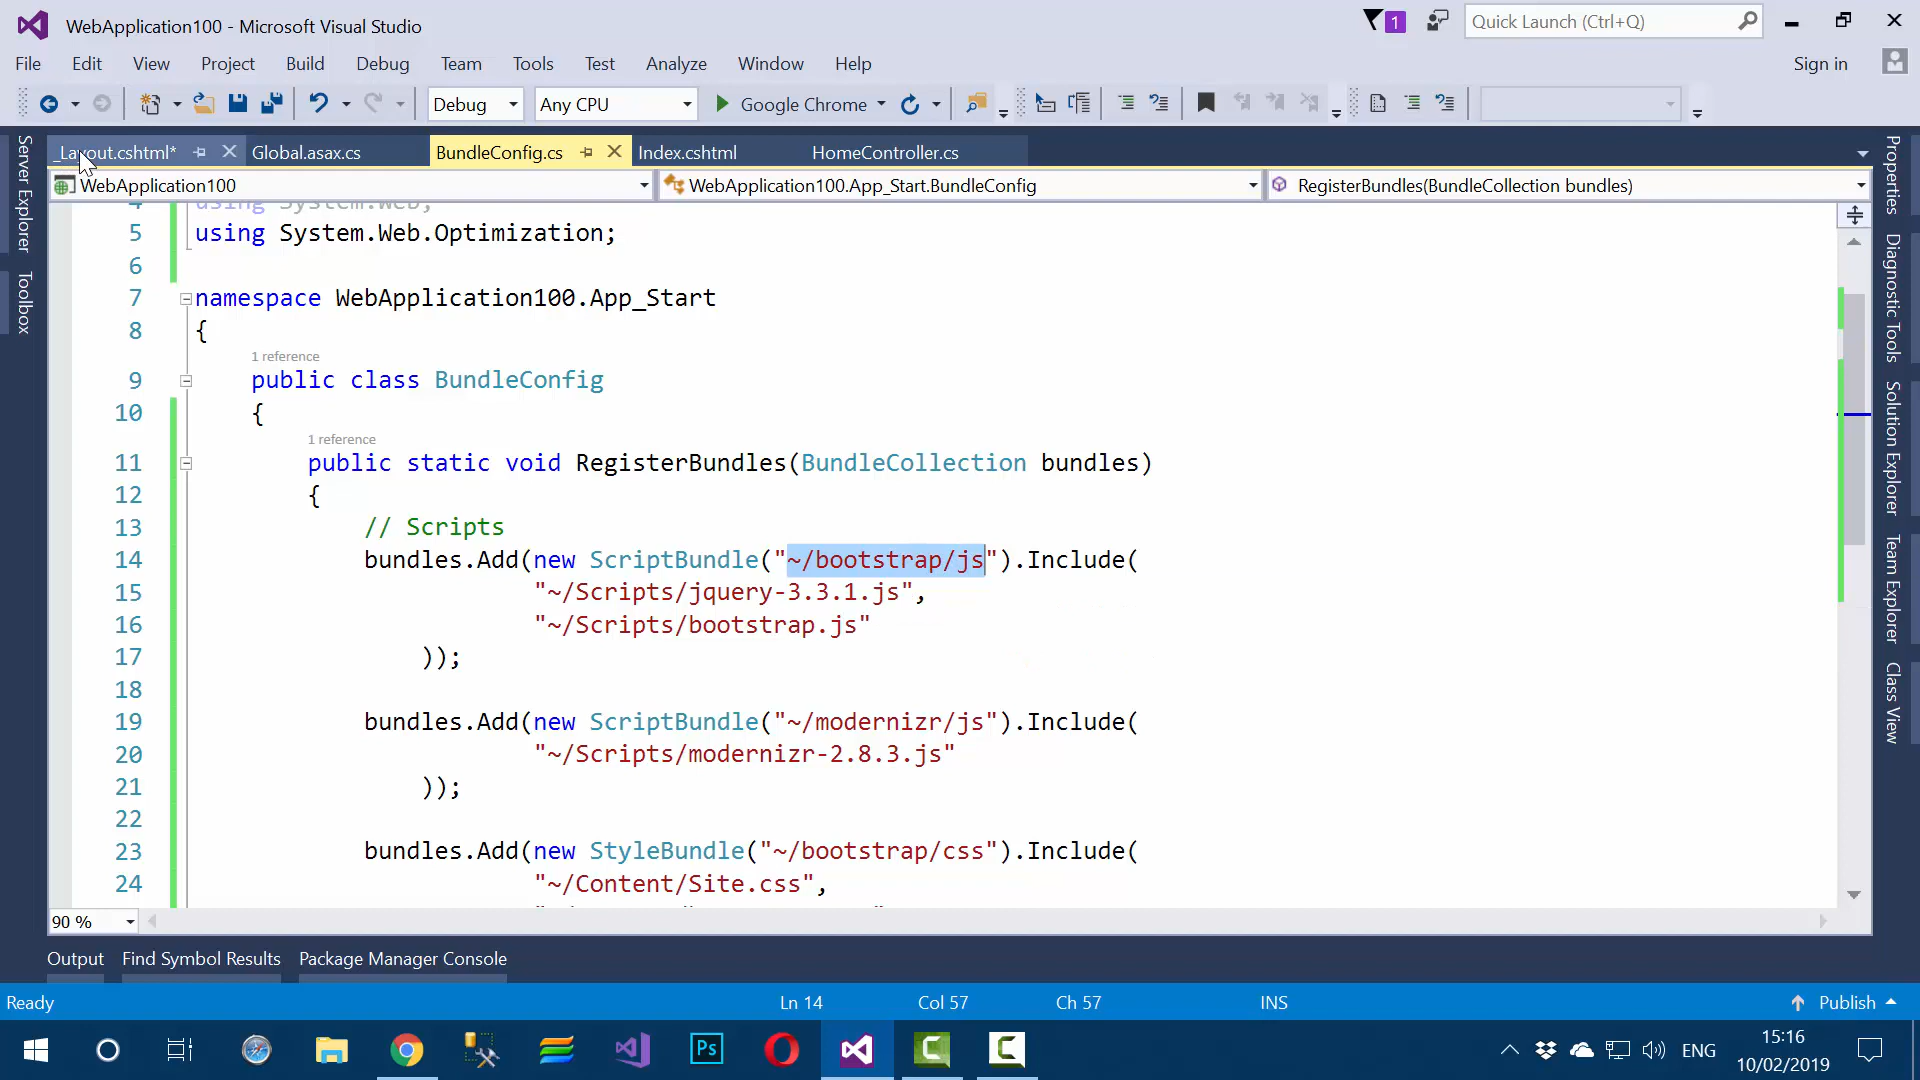 WebApplication100 - Microsoft Visual Studio
1
Quick Launch (Ctrl+Q)
File Edit View Project Build Debug Team Tools Test Analyze Window Help
Sign in
Debug Any CPU Google Chrome
_Layout.cshtml* Global.asax.cs BundleConfig.cs Index.cshtml HomeController.cs
WebApplication100 WebApplication100.App_Start.BundleConfig RegisterBundles(BundleCollection bundles)
Server Explorer
Toolbox
Properties
Diagnostic Tools
Solution Explorer
Team Explorer
Class View
4 using System.Web;
5 using System.Web.Optimization;
6
7 namespace WebApplication100.App_Start
8 {
1 reference
9 public class BundleConfig
10 {
1 reference
11 public static void RegisterBundles(BundleCollection bundles)
12 {
13 // Scripts
14 bundles.Add(new ScriptBundle("~/bootstrap/js").Include(
15 "~/Scripts/jquery-3.3.1.js",
16 "~/Scripts/bootstrap.js"
17 ));
18
19 bundles.Add(new ScriptBundle("~/modernizr/js").Include(
20 "~/Scripts/modernizr-2.8.3.js"
21 ));
22
23 bundles.Add(new StyleBundle("~/bootstrap/css").Include(
24 "~/Content/Site.css",
90 %
Output Find Symbol Results Package Manager Console
Ready Ln 14 Col 57 Ch 57 INS Publish
Ps
ENG
15:16
10/02/2019